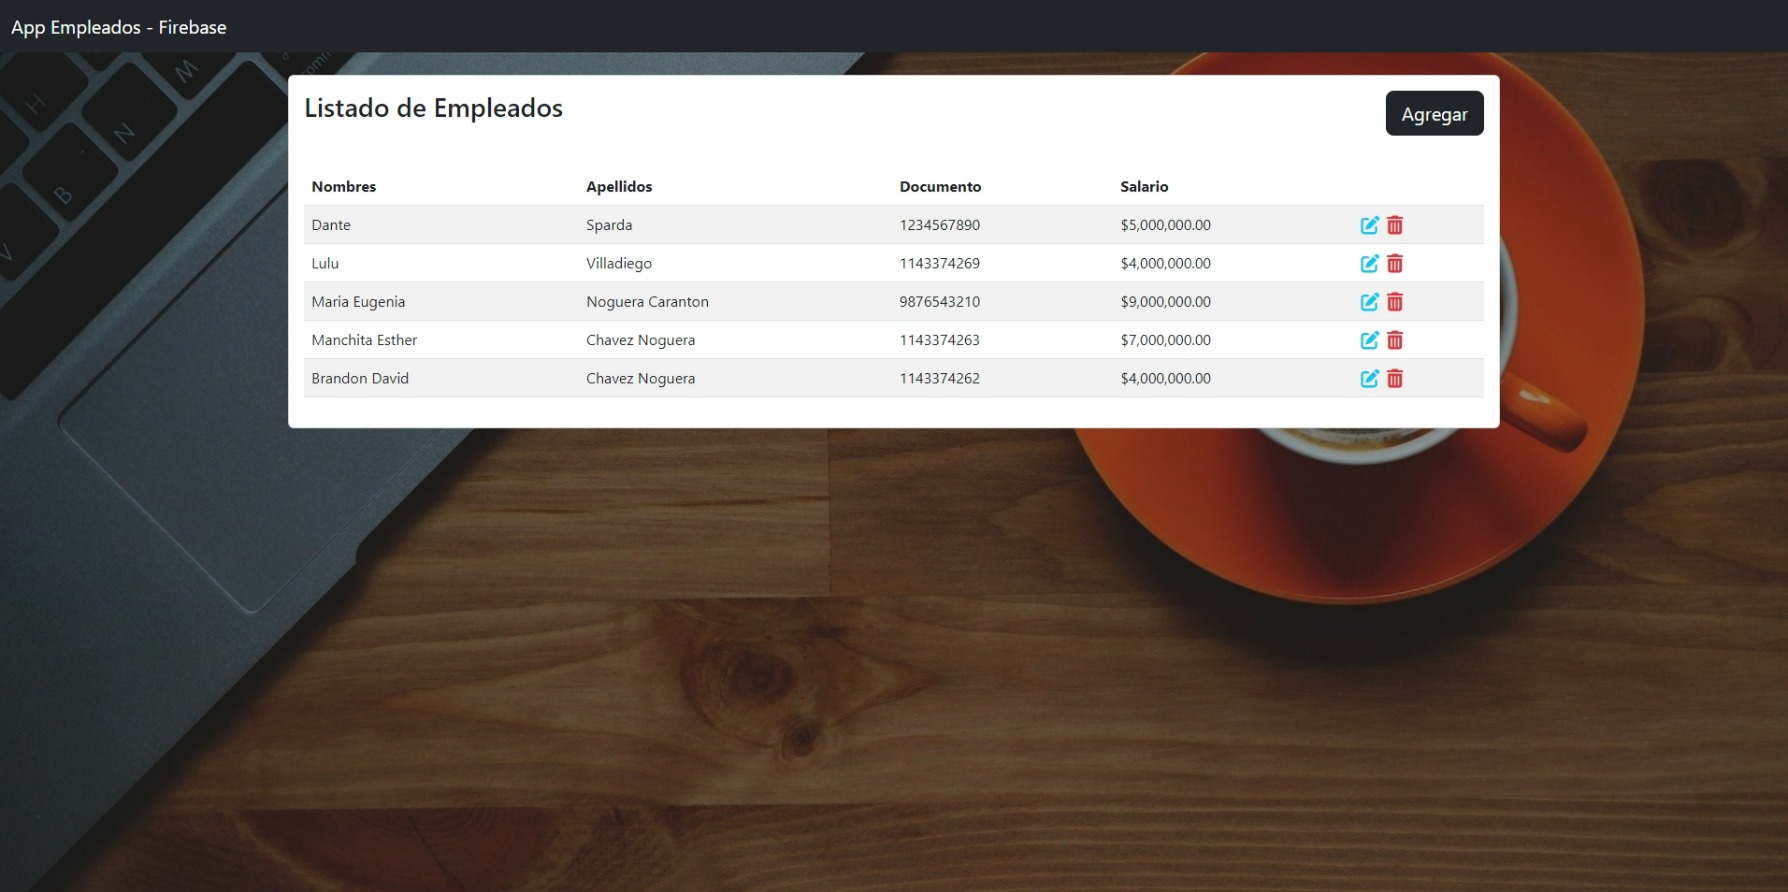 App Empleados - Firebase
Listado de Empleados
Agregar
Nombres Apellidos Documento Salario
Dante Sparda 1234567890 $5,000,000.00
Lulu Villadiego 1143374269 $4,000,000.00
Maria Eugenia Noguera Caranton 9876543210 $9,000,000.00
Manchita Esther Chavez Noguera 1143374263 $7,000,000.00
Brandon David Chavez Noguera 1143374262 $4,000,000.00
M
H
N
B
V